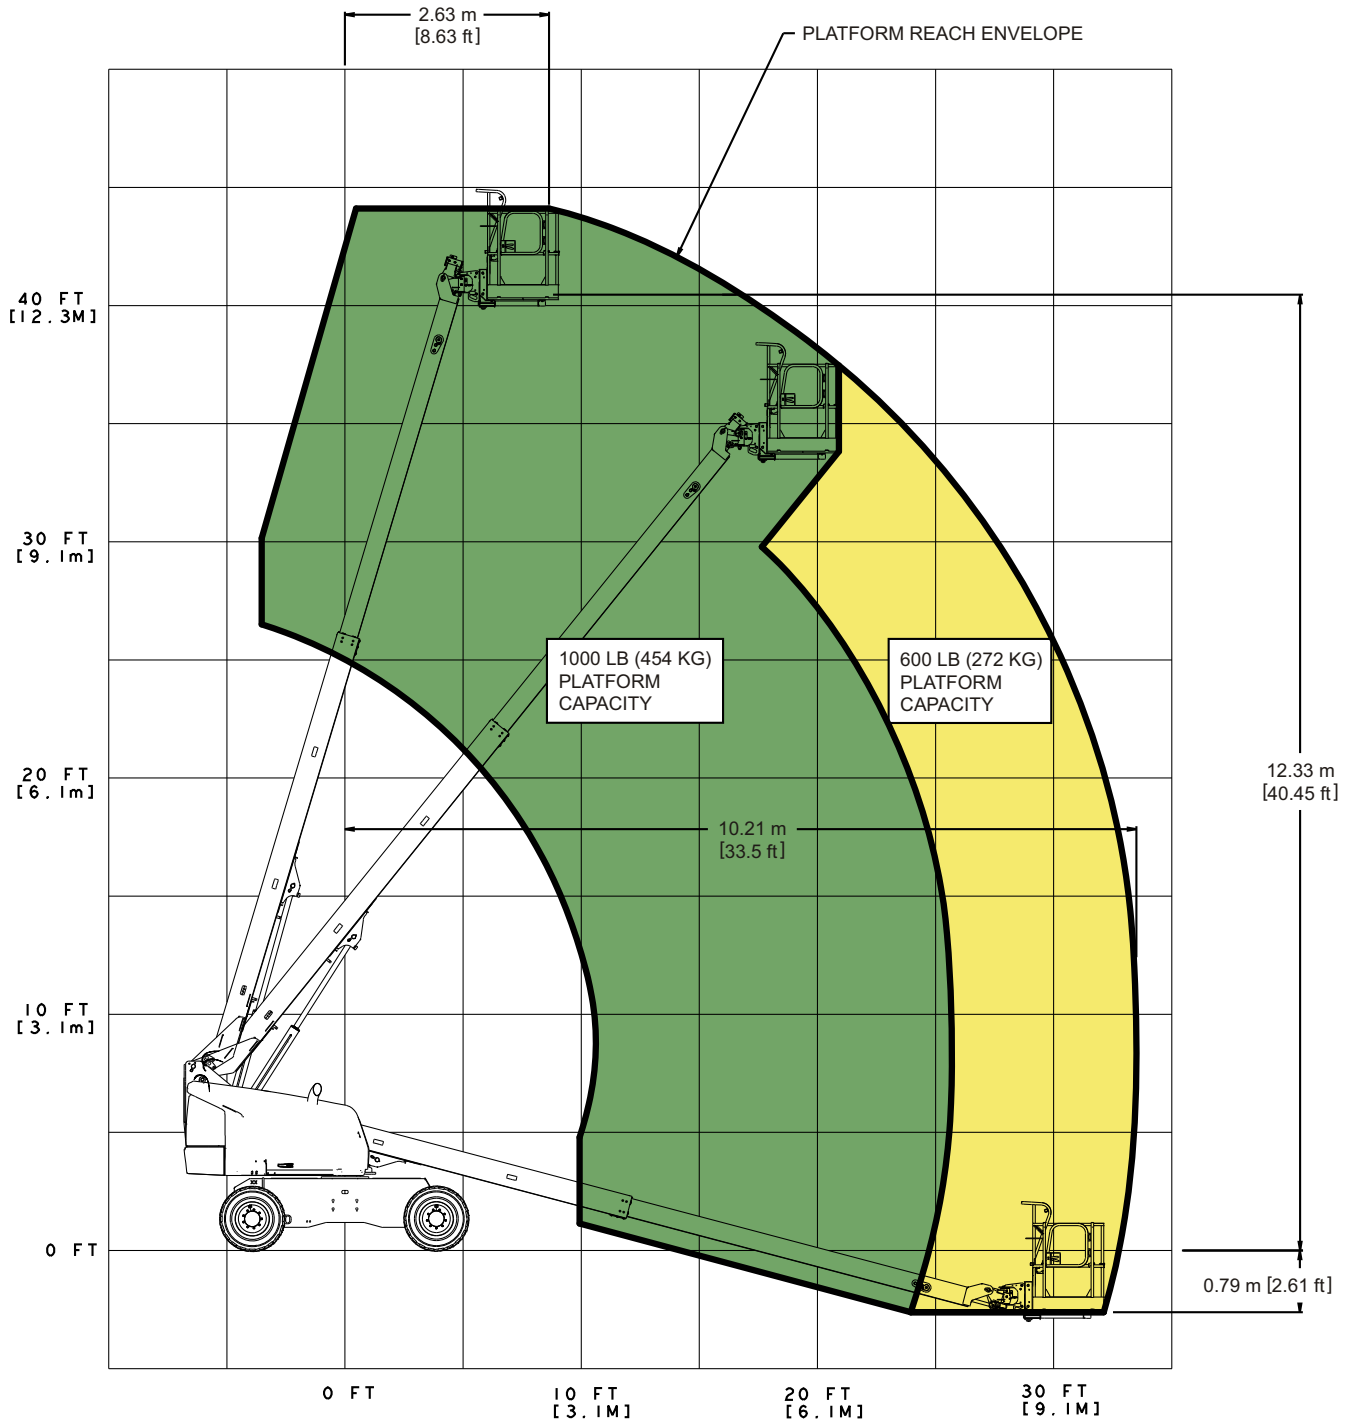 2.63 m
[8.63 ft]
PLATFORM REACH ENVELOPE
40 FT
[12.3M]
30 FT
[9.1m]
1000 LB (454 KG)
PLATFORM
CAPACITY
600 LB (272 KG)
PLATFORM
CAPACITY
20 FT
[6.1m]
12.33 m
[40.45 ft]
10.21 m
[33.5 ft]
10 FT
[3.1m]
0 FT
0.79 m [2.61 ft]
0 FT
10 FT
[3.1M]
20 FT
[6.1M]
30 FT
[9.1M]